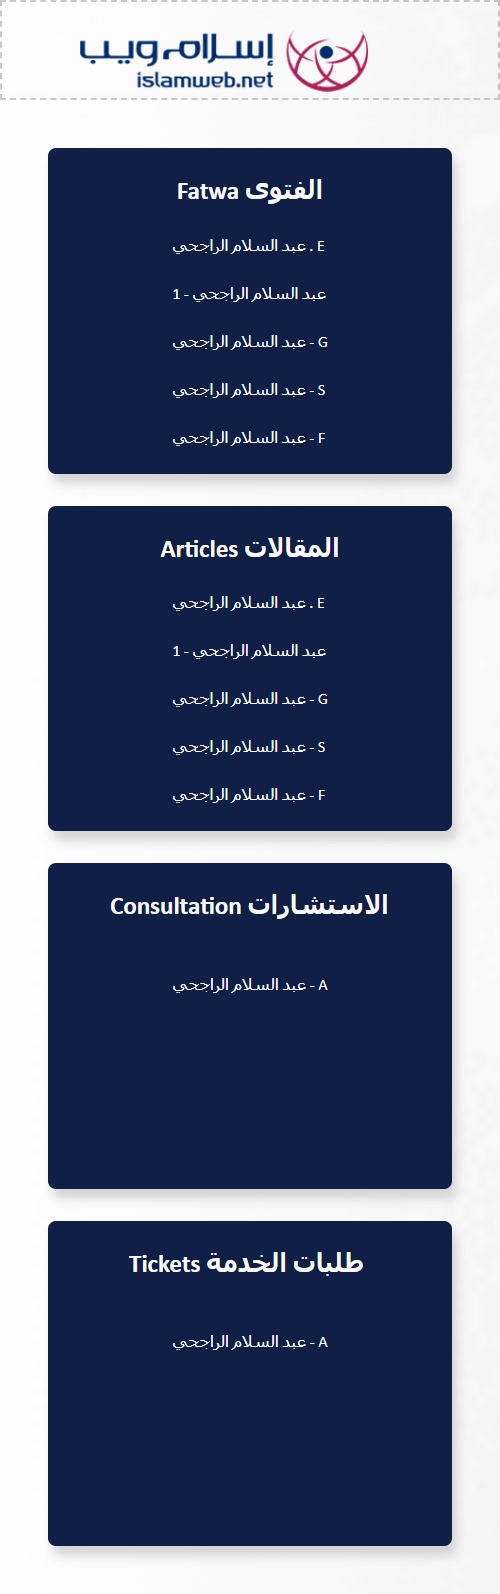 إسلام ويب
islamweb.net
الفتوى Fatwa
E . عبد السلام الراجحي
عبد السلام الراجحي - 1
G - عبد السلام الراجحي
S - عبد السلام الراجحي
F - عبد السلام الراجحي
المقالات Articles
E . عبد السلام الراجحي
عبد السلام الراجحي - 1
G - عبد السلام الراجحي
S - عبد السلام الراجحي
F - عبد السلام الراجحي
الاستشارات Consultation
A - عبد السلام الراجحي
طلبات الخدمة Tickets
A - عبد السلام الراجحي